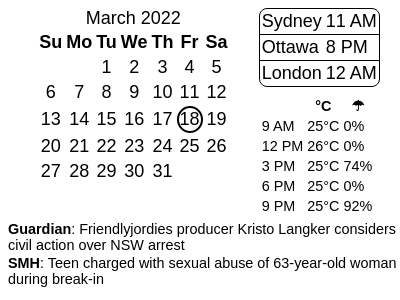 March 2022
Su Mo Tu We Th Fr Sa
1 2 3 4 5
6 7 8 9 10 11 12
13 14 15 16 17 18 19
20 21 22 23 24 25 26
27 28 29 30 31
Sydney 11 AM
Ottawa 8 PM
London 12 AM
°C ☂
9 AM 25°C 0%
12 PM 26°C 0%
3 PM 25°C 74%
6 PM 25°C 0%
9 PM 25°C 92%
Guardian: Friendlyjordies producer Kristo Langker considers
civil action over NSW arrest
SMH: Teen charged with sexual abuse of 63-year-old woman
during break-in